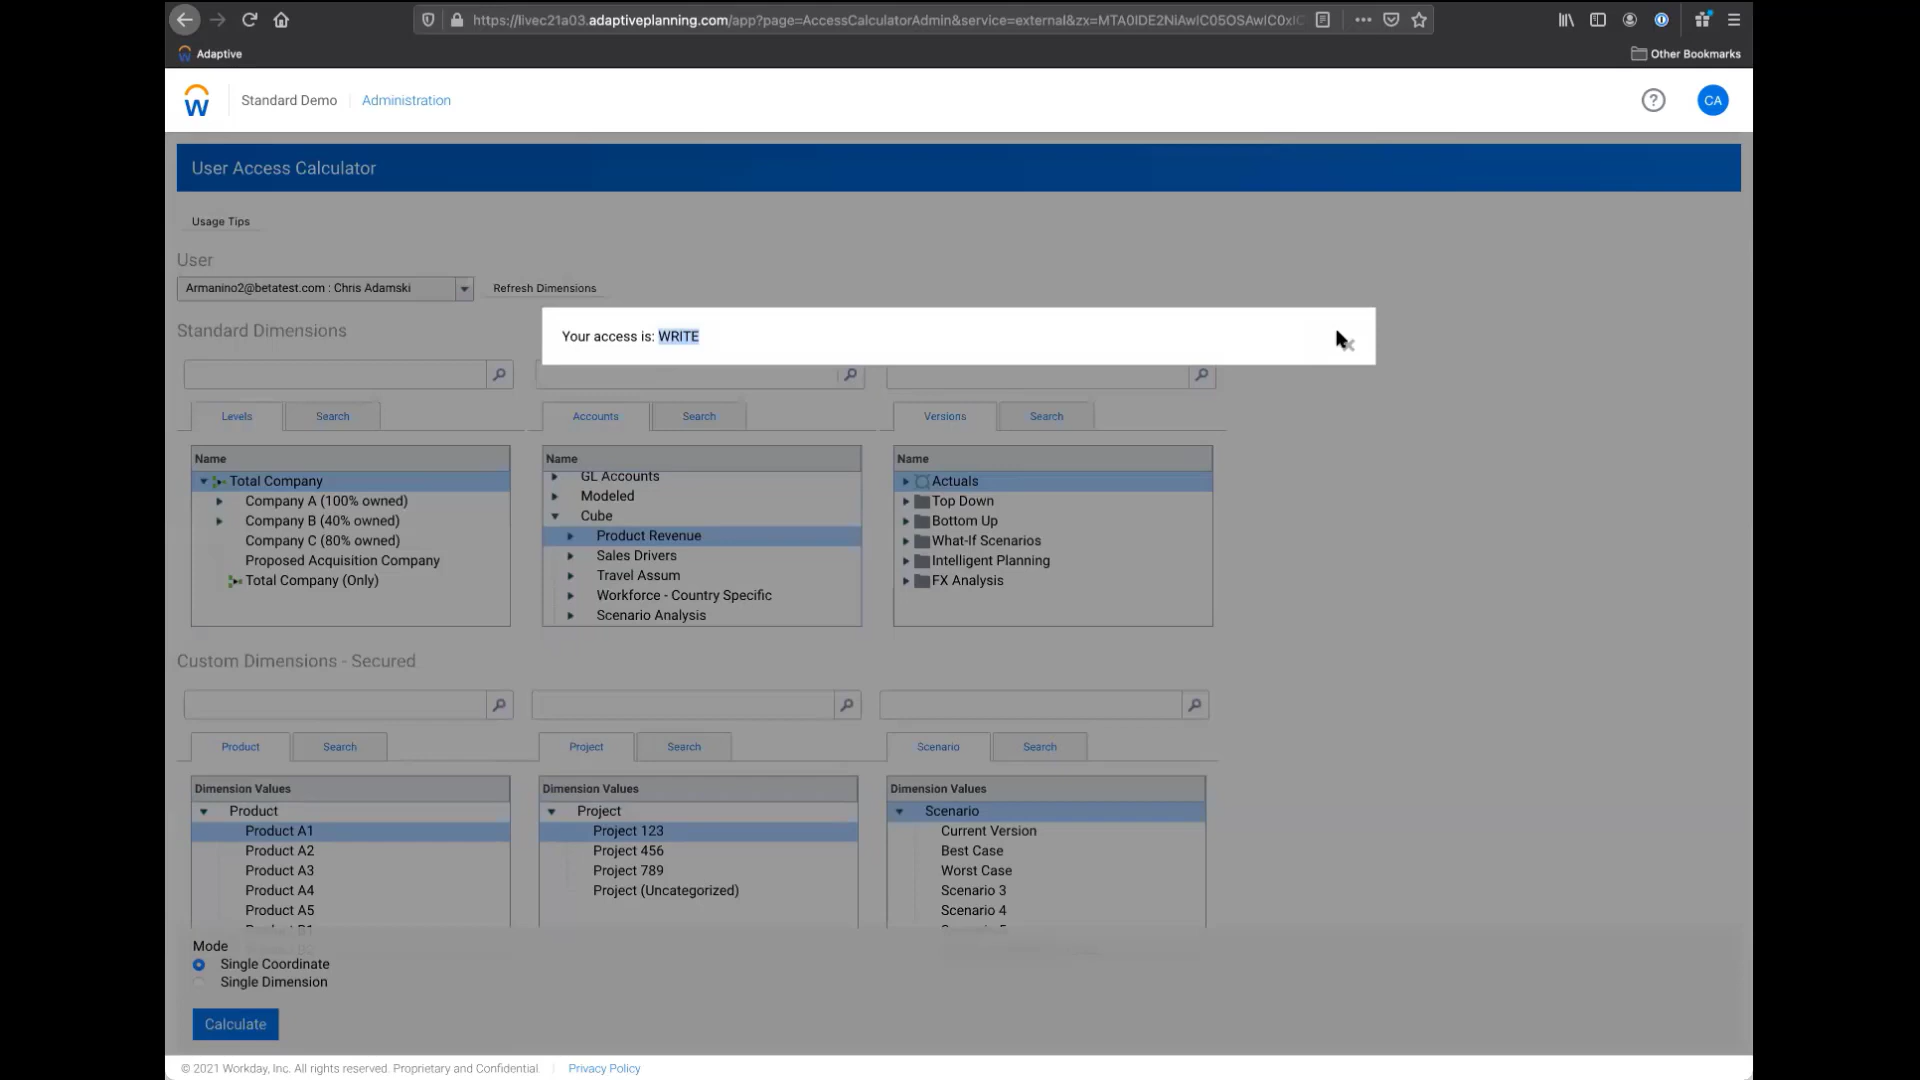 https://livec21a03.adaptiveplanning.com/app?page=AccessCalculatorAdmin&service=external&zx=
Adaptive
Other Bookmarks
W
Standard Demo
Administration
?
CA
User Access Calculator
Usage Tips
User
Armanino2@betatest.com : Chris Adamski
Refresh Dimensions
Your access is: WRITE
Standard Dimensions
Levels
Search
Name
Total Company
Company A (100% owned)
Company B (40% owned)
Company C (80% owned)
Proposed Acquisition Company
Total Company (Only)
Accounts
Search
Name
GL Accounts
Modeled
Cube
Product Revenue
Sales Drivers
Travel Assum
Workforce - Country Specific
Scenario Analysis
Versions
Search
Name
Actuals
Top Down
Bottom Up
What-If Scenarios
Intelligent Planning
FX Analysis
Custom Dimensions - Secured
Product
Search
Dimension Values
Product
Product A1
Product A2
Product A3
Product A4
Product A5
Project
Search
Dimension Values
Project
Project 123
Project 456
Project 789
Project (Uncategorized)
Scenario
Search
Dimension Values
Scenario
Current Version
Best Case
Worst Case
Scenario 3
Scenario 4
Mode
Single Coordinate
Single Dimension
Calculate
© 2021 Workday, Inc. All rights reserved. Proprietary and Confidential.
Privacy Policy